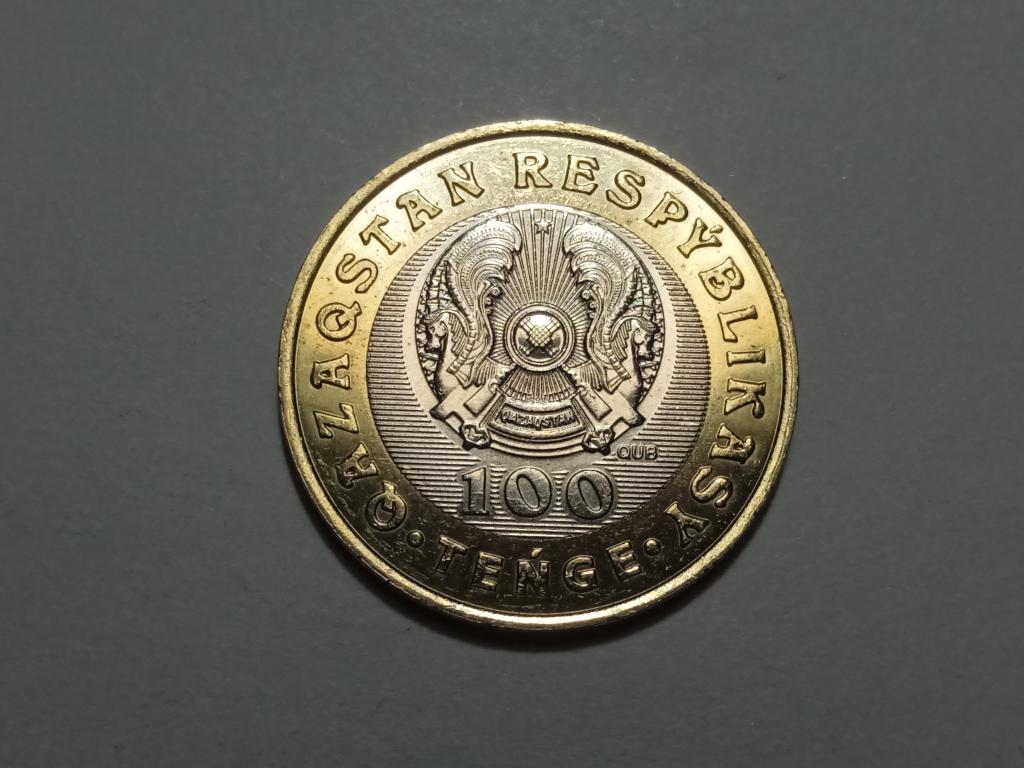 QAZAQSTAN RESPÝBLIKASY
QAZAQSTAN
QUB
100
• TEŃGE •